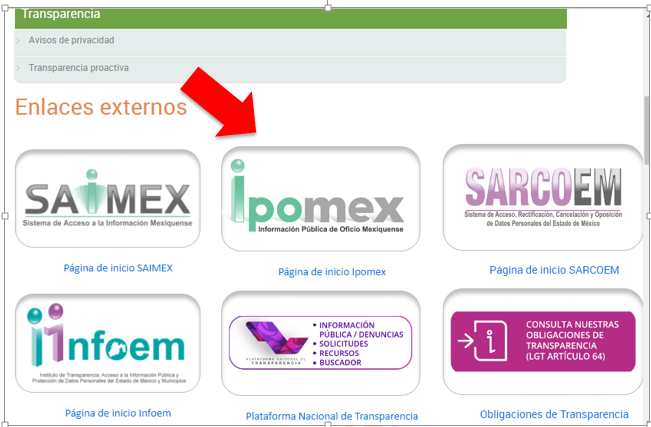 Transparencia
Avisos de privacidad
Transparencia proactiva
Enlaces externos
SAIMEX
Sistema de Acceso a la Información Mexiquense
Página de inicio SAIMEX
Ipomex
Información Pública de Oficio Mexiquense
Página de inicio Ipomex
SARCOEM
Sistema de Acceso, Rectificación, Cancelación y Oposición
de Datos Personales del Estado de México
Página de inicio SARCOEM
Infoem
Instituto de Transparencia, Acceso a la Información Pública y
Protección de Datos Personales del Estado de México y Municipios
Página de inicio Infoem
PLATAFORMA NACIONAL DE
TRANSPARENCIA
• INFORMACIÓN
PÚBLICA / DENUNCIAS
• SOLICITUDES
• RECURSOS
• BUSCADOR
Plataforma Nacional de Transparencia
CONSULTA NUESTRAS
OBLIGACIONES DE
TRANSPARENCIA
(LGT ARTÍCULO 64)
Obligaciones de Transparencia